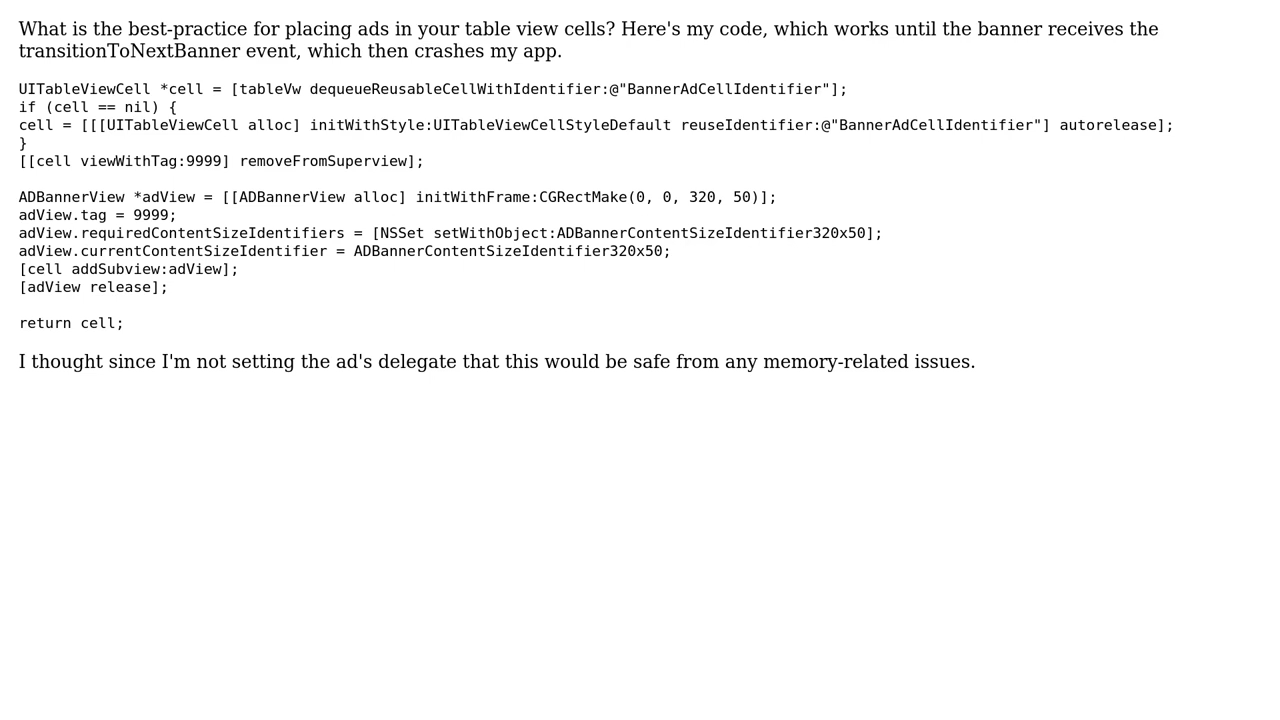 What is the best-practice for placing ads in your table view cells? Here's my code, which works until the banner receives the
transitionToNextBanner event, which then crashes my app.
UITableViewCell *cell = [tableVw dequeueReusableCellWithIdentifier:@"BannerAdCellIdentifier"];
if (cell == nil) {
cell = [[[UITableViewCell alloc] initWithStyle:UITableViewCellStyleDefault reuseIdentifier:@"BannerAdCellIdentifier"] autorelease];
}
[[cell viewWithTag:9999] removeFromSuperview];
ADBannerView *adView = [[ADBannerView alloc] initWithFrame:CGRectMake(0, 0, 320, 50)];
adView.tag = 9999;
adView.requiredContentSizeIdentifiers = [NSSet setWithObject:ADBannerContentSizeIdentifier320x50];
adView.currentContentSizeIdentifier = ADBannerContentSizeIdentifier320x50;
[cell addSubview:adView];
[adView release];
return cell;
I thought since I'm not setting the ad's delegate that this would be safe from any memory-related issues.